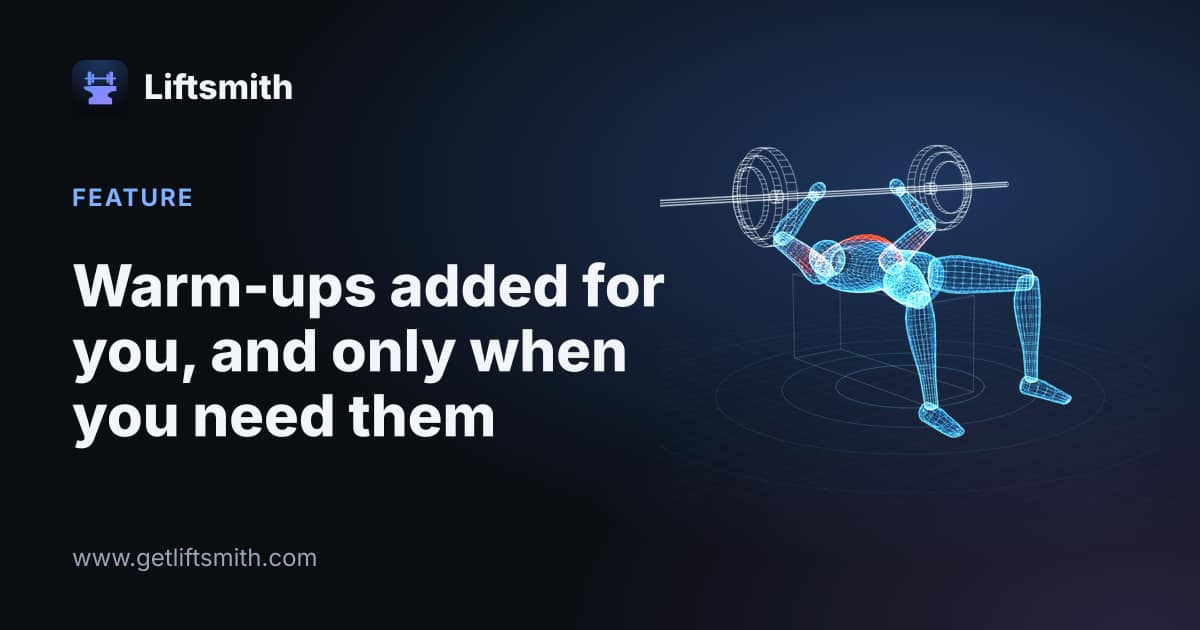 Liftsmith
FEATURE
Warm-ups added for
you, and only when
you need them
www.getliftsmith.com